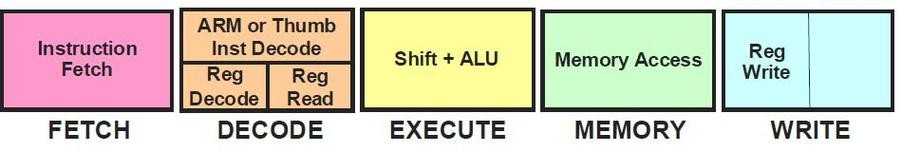 Instruction
Fetch
ARM or Thumb
Inst Decode
Reg
Decode
Reg
Read
Shift + ALU
Memory Access
Reg
Write
FETCH
DECODE
EXECUTE
MEMORY
WRITE